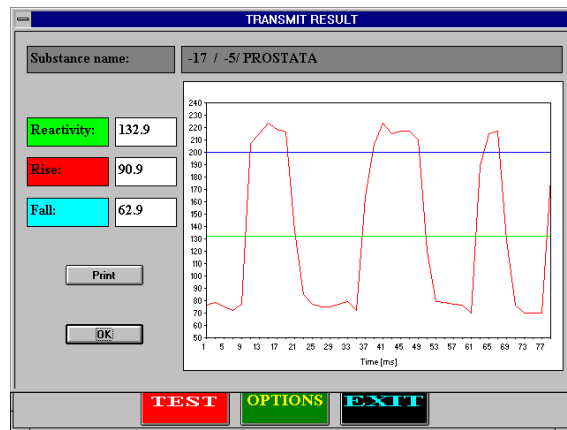 TRANSMIT RESULT
Substance name: -17 / -5/ PROSTATA
Reactivity: 132.9
Rise: 90.9
Fall: 62.9
Print
OK
240
230
220
210
200
190
180
170
160
150
140
130
120
110
100
90
80
70
60
50
1 5 9 13 17 21 25 29 33 37 41 45 49 53 57 61 65 69 73 77
Time [ms]
TEST OPTIONS EXIT